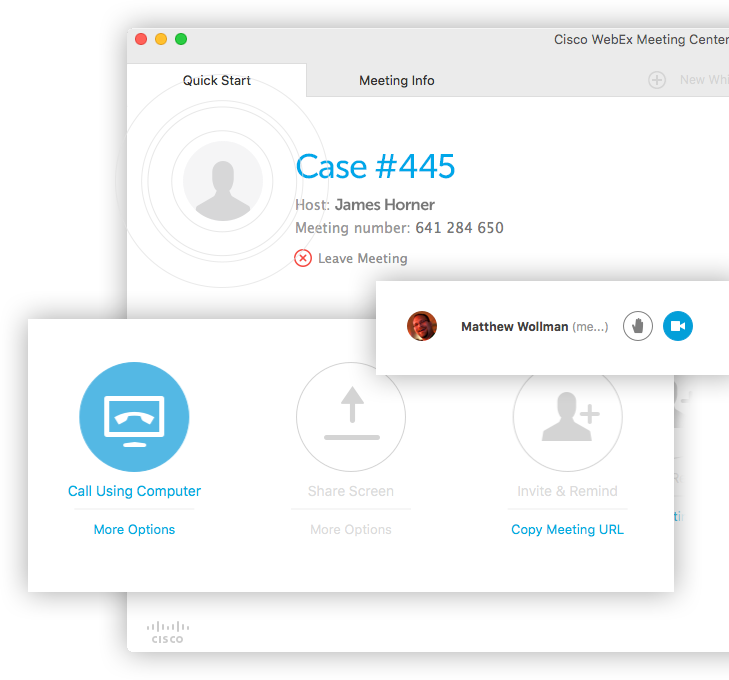 Cisco WebEx Meeting Center
Quick Start
Meeting Info
New Whi
Case #445
Host: James Horner
Meeting number: 641 284 650
Leave Meeting
Matthew Wollman (me...)
Call Using Computer
Share Screen
Invite & Remind
More Options
More Options
Copy Meeting URL
CISCO